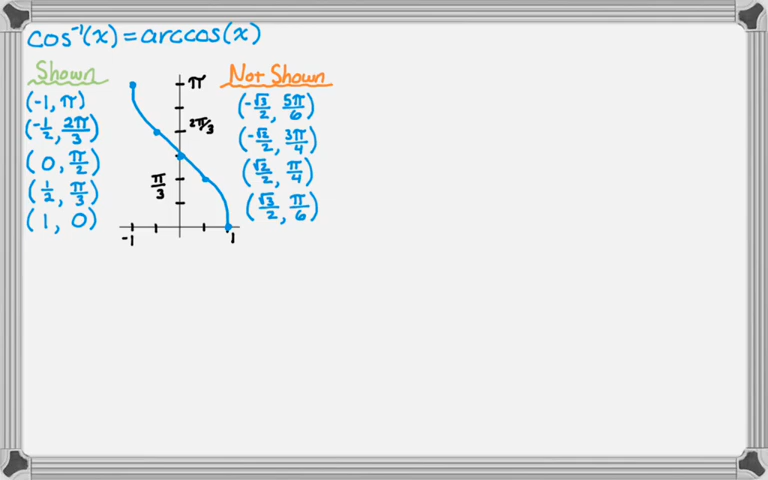 cos⁻¹(x) = arccos(x)
Shown
(-1, π)
(-1/2, 2π/3)
(0, π/2)
(1/2, π/3)
(1, 0)
π
2π/3
π/3
-1
1
Not Shown
(-√3/2, 5π/6)
(-√2/2, 3π/4)
(√2/2, π/4)
(√3/2, π/6)